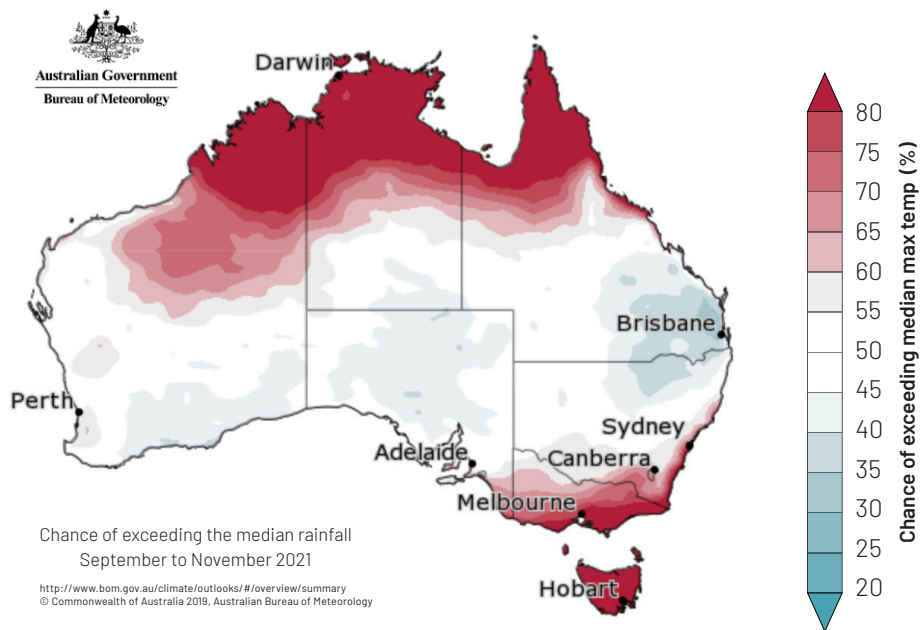 Australian Government
Bureau of Meteorology
Darwin
Brisbane
Perth
Sydney
Adelaide
Canberra
Melbourne
Hobart
Chance of exceeding the median rainfall
September to November 2021
http://www.bom.gov.au/climate/outlooks/#/overview/summary
© Commonwealth of Australia 2019, Australian Bureau of Meteorology
80
75
70
65
60
55
50
45
40
35
30
25
20
Chance of exceeding median max temp (%)